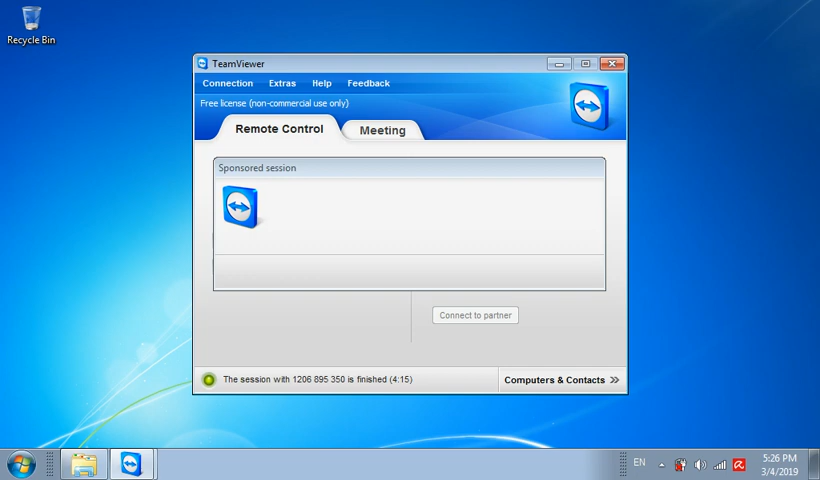 Recycle Bin
TeamViewer
Connection Extras Help Feedback
Free license (non-commercial use only)
Remote Control Meeting
Sponsored session
Connect to partner
The session with 1206 895 350 is finished (4:15)
Computers & Contacts
EN
5:26 PM
3/4/2019